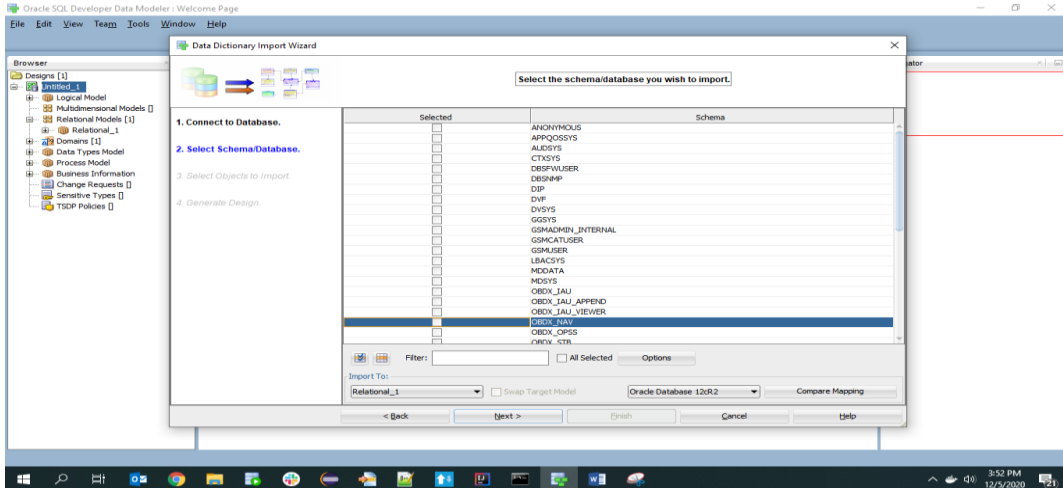 Oracle SQL Developer Data Modeler : Welcome Page
File Edit View Team Tools Window Help
Data Dictionary Import Wizard
Browser
Designs [1]
Untitled_1
Logical Model
Multidimensional Models []
Relational Models [1]
Relational_1
Domains [1]
Data Types Model
Process Model
Business Information
Change Requests []
Sensitive Types []
TSDP Policies []
Select the schema/database you wish to import.
1. Connect to Database.
2. Select Schema/Database.
3. Select Objects to Import.
4. Generate Design.
Selected Schema
ANONYMOUS
APPQOSSYS
AUDSYS
CTXSYS
DBSFWUSER
DBSNMP
DIP
DVF
DVSYS
GGSYS
GSMADMIN_INTERNAL
GSMCATUSER
GSMUSER
LBACSYS
MDDATA
MDSYS
OBDX_IAU
OBDX_IAU_APPEND
OBDX_IAU_VIEWER
OBDX_NAV
OBDX_OPSS
OBDX_STB
Filter: All Selected Options
Import To:
Relational_1 Swap Target Model Oracle Database 12cR2 Compare Mapping
< Back Next > Finish Cancel Help
ator
3:52 PM
12/5/2020
21